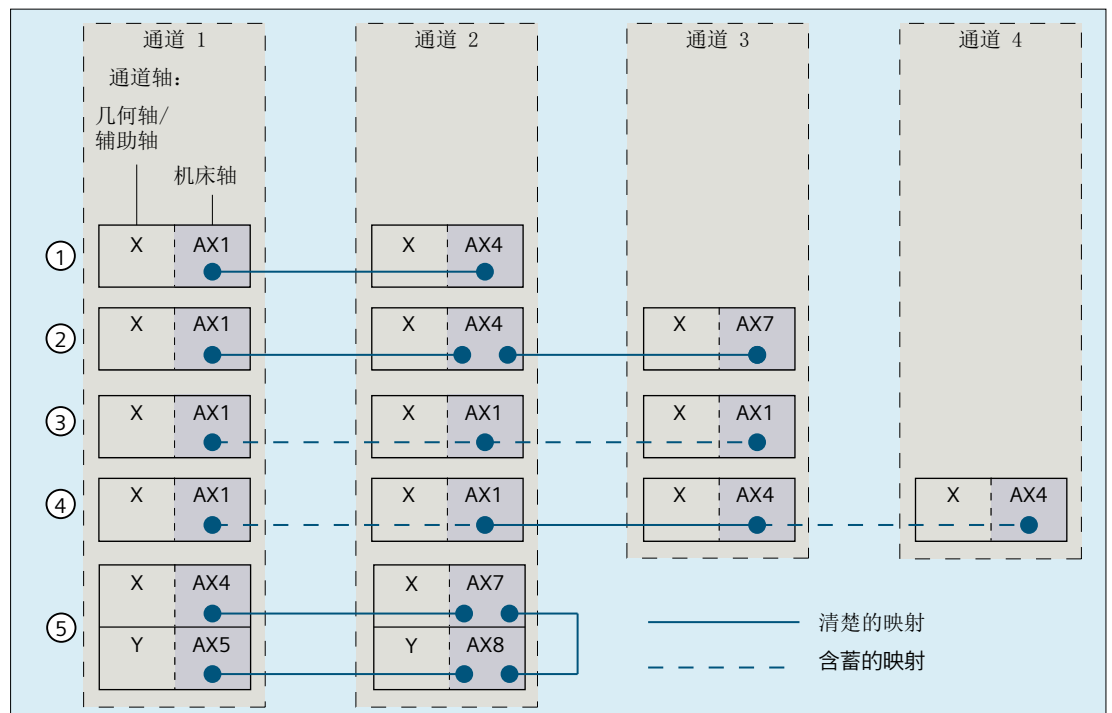 通道 1
通道 2
通道 3
通道 4
通道轴:
几何轴/
辅助轴
机床轴
① X AX1 X AX4
② X AX1 X AX4 X AX7
③ X AX1 X AX1 X AX1
④ X AX1 X AX1 X AX4 X AX4
⑤ X AX4 X AX7
Y AX5 Y AX8
清楚的映射
含蓄的映射